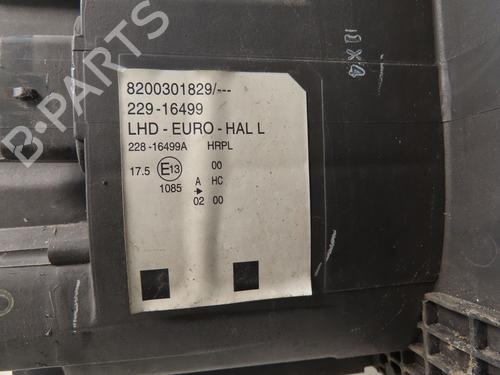 B-PARTS
8200301829/---
229-16499
LHD - EURO - HAL L
228-16499A HRPL
17.5 E13 00
1085 A HC
02 00